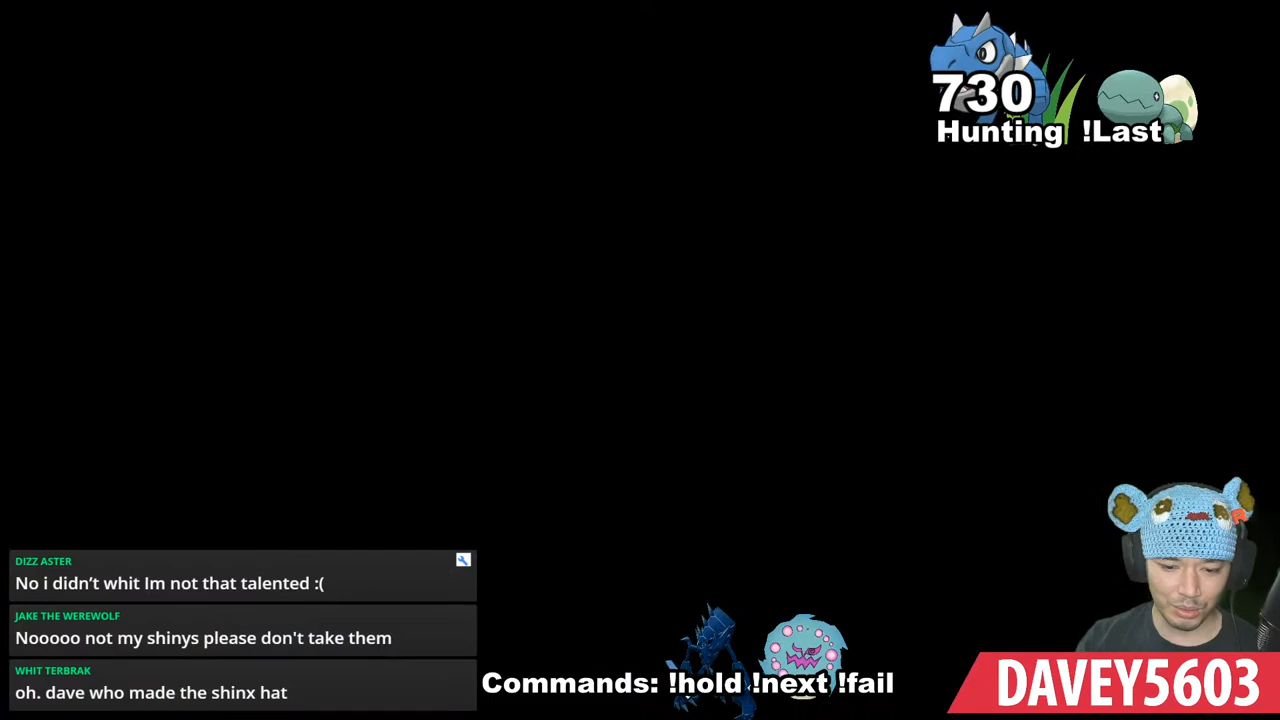 730
Hunting !Last
DIZZ ASTER
No i didn’t whit Im not that talented :(
JAKE THE WEREWOLF
Nooooo not my shinys please don't take them
WHIT TERBRAK
oh. dave who made the shinx hat
Commands: !hold !next !fail
DAVEY5603